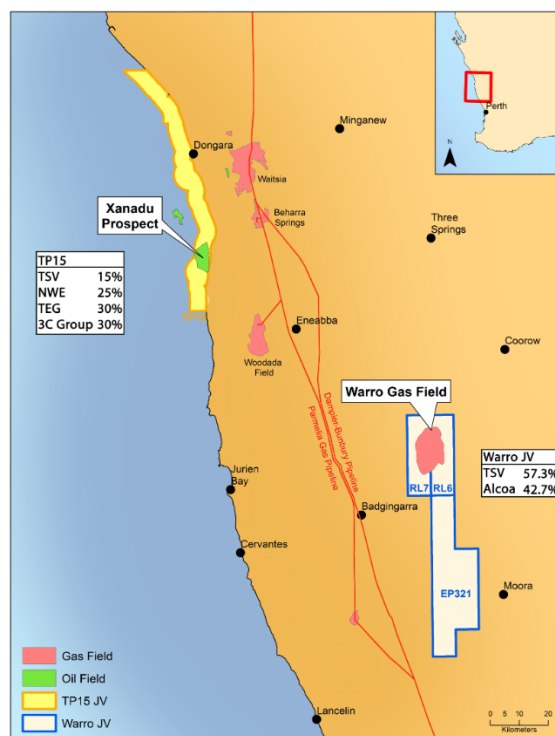 Perth
N
Minganew
Dongara
Waitsia
Xanadu
Prospect
Beharra
Springs
Three
Springs
TP15
TSV 15%
NWE 25%
TEG 30%
3C Group 30%
Eneabba
Woodada
Field
Coorow
Warro Gas Field
Dampier-Bunbury Pipeline
Parmelia Gas Pipeline
Warro JV
TSV 57.3%
Alcoa 42.7%
Jurien
Bay
RL7 RL6
Badgingarra
Cervantes
EP321
Moora
Gas Field
Oil Field
TP15 JV
Warro JV
Lancelin
0 5 10 20
Kilometers